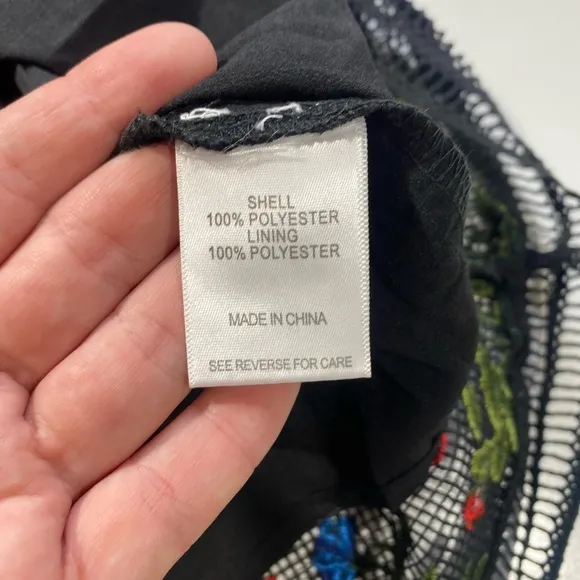 SHELL
100% POLYESTER
LINING
100% POLYESTER
MADE IN CHINA
SEE REVERSE FOR CARE